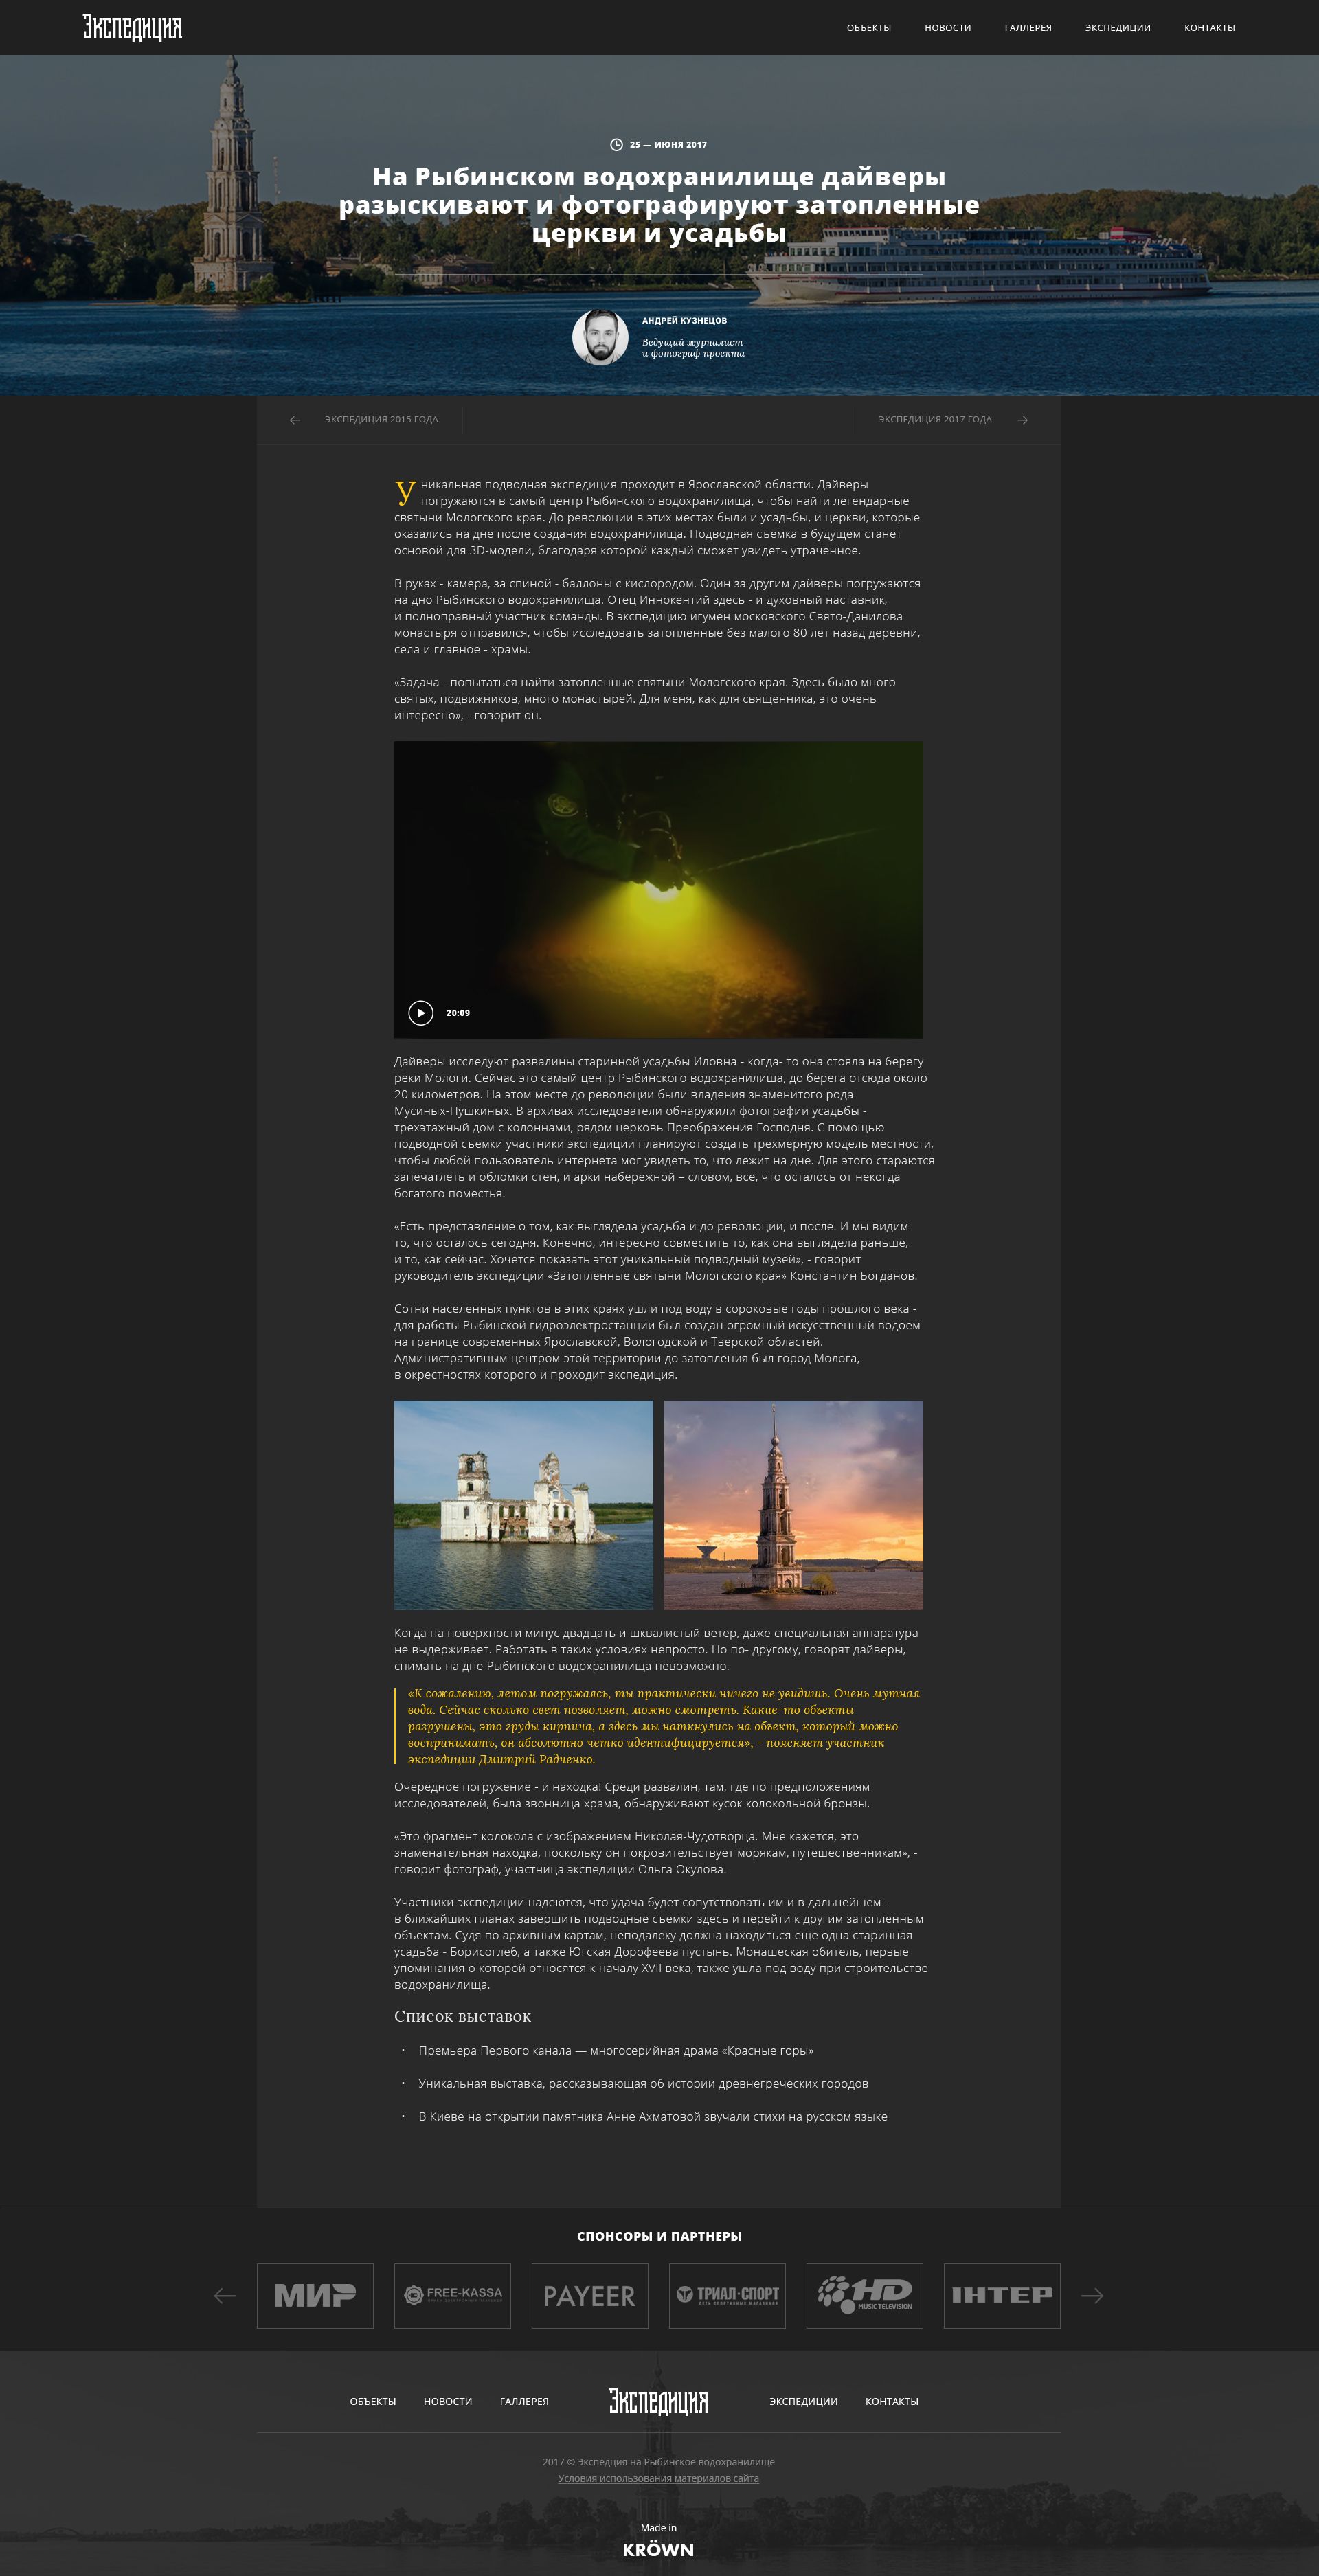 Экспедиция
ОБЪЕКТЫ
НОВОСТИ
ГАЛЛЕРЕЯ
ЭКСПЕДИЦИИ
КОНТАКТЫ
25 — ИЮНЯ 2017
На Рыбинском водохранилище дайверы
разыскивают и фотографируют затопленные
церкви и усадьбы
АНДРЕЙ КУЗНЕЦОВ
Ведущий журналист
и фотограф проекта
ЭКСПЕДИЦИЯ 2015 ГОДА
ЭКСПЕДИЦИЯ 2017 ГОДА
Уникальная подводная экспедиция проходит в Ярославской области. Дайверы
погружаются в самый центр Рыбинского водохранилища, чтобы найти легендарные
святыни Мологского края. До революции в этих местах были и усадьбы, и церкви, которые
оказались на дне после создания водохранилища. Подводная съемка в будущем станет
основой для 3D-модели, благодаря которой каждый сможет увидеть утраченное.
В руках - камера, за спиной - баллоны с кислородом. Один за другим дайверы погружаются
на дно Рыбинского водохранилища. Отец Иннокентий здесь - и духовный наставник,
и полноправный участник команды. В экспедицию игумен московского Свято-Данилова
монастыря отправился, чтобы исследовать затопленные без малого 80 лет назад деревни,
села и главное - храмы.
«Задача - попытаться найти затопленные святыни Мологского края. Здесь было много
святых, подвижников, много монастырей. Для меня, как для священника, это очень
интересно», - говорит он.
20:09
Дайверы исследуют развалины старинной усадьбы Иловна - когда- то она стояла на берегу
реки Мологи. Сейчас это самый центр Рыбинского водохранилища, до берега отсюда около
20 километров. На этом месте до революции были владения знаменитого рода
Мусиных-Пушкиных. В архивах исследователи обнаружили фотографии усадьбы -
трехэтажный дом с колоннами, рядом церковь Преображения Господня. С помощью
подводной съемки участники экспедиции планируют создать трехмерную модель местности,
чтобы любой пользователь интернета мог увидеть то, что лежит на дне. Для этого стараются
запечатлеть и обломки стен, и арки набережной – словом, все, что осталось от некогда
богатого поместья.
«Есть представление о том, как выглядела усадьба и до революции, и после. И мы видим
то, что осталось сегодня. Конечно, интересно совместить то, как она выглядела раньше,
и то, как сейчас. Хочется показать этот уникальный подводный музей», - говорит
руководитель экспедиции «Затопленные святыни Мологского края» Константин Богданов.
Сотни населенных пунктов в этих краях ушли под воду в сороковые годы прошлого века -
для работы Рыбинской гидроэлектростанции был создан огромный искусственный водоем
на границе современных Ярославской, Вологодской и Тверской областей.
Административным центром этой территории до затопления был город Молога,
в окрестностях которого и проходит экспедиция.
Когда на поверхности минус двадцать и шквалистый ветер, даже специальная аппаратура
не выдерживает. Работать в таких условиях непросто. Но по- другому, говорят дайверы,
снимать на дне Рыбинского водохранилища невозможно.
«К сожалению, летом погружаясь, ты практически ничего не увидишь. Очень мутная
вода. Сейчас сколько свет позволяет, можно смотреть. Какие-то объекты
разрушены, это груды кирпича, а здесь мы наткнулись на объект, который можно
воспринимать, он абсолютно четко идентифицируется», - поясняет участник
экспедиции Дмитрий Радченко.
Очередное погружение - и находка! Среди развалин, там, где по предположениям
исследователей, была звонница храма, обнаруживают кусок колокольной бронзы.
«Это фрагмент колокола с изображением Николая-Чудотворца. Мне кажется, это
знаменательная находка, поскольку он покровительствует морякам, путешественникам», -
говорит фотограф, участница экспедиции Ольга Окулова.
Участники экспедиции надеются, что удача будет сопутствовать им и в дальнейшем -
в ближайших планах завершить подводные съемки здесь и перейти к другим затопленным
объектам. Судя по архивным картам, неподалеку должна находиться еще одна старинная
усадьба - Борисоглеб, а также Югская Дорофеева пустынь. Монашеская обитель, первые
упоминания о которой относятся к началу XVII века, также ушла под воду при строительстве
водохранилища.
Список выставок
· Премьера Первого канала — многосерийная драма «Красные горы»
· Уникальная выставка, рассказывающая об истории древнегреческих городов
· В Киеве на открытии памятника Анне Ахматовой звучали стихи на русском языке
СПОНСОРЫ И ПАРТНЕРЫ
МИР
FREE-KASSA
PAYEER
ТРИАЛ·СПОРТ
СЕТЬ СПОРТИВНЫХ МАГАЗИНОВ
HD
MUSIC TELEVISION
ІНТЕР
ОБЪЕКТЫ
НОВОСТИ
ГАЛЛЕРЕЯ
Экспедиция
ЭКСПЕДИЦИИ
КОНТАКТЫ
2017 © Экспедция на Рыбинское водохранилище
Условия использования материалов сайта
Made in
KRÖWN